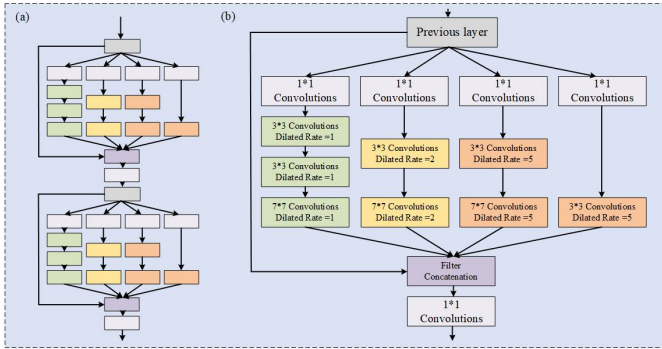 (a)
(b)
Previous layer
1*1
Convolutions
1*1
Convolutions
1*1
Convolutions
1*1
Convolutions
3*3 Convolutions
Dilated Rate =1
3*3 Convolutions
Dilated Rate =2
3*3 Convolutions
Dilated Rate =5
3*3 Convolutions
Dilated Rate =1
7*7 Convolutions
Dilated Rate =1
7*7 Convolutions
Dilated Rate =2
7*7 Convolutions
Dilated Rate =5
3*3 Convolutions
Dilated Rate =5
Filter
Concatenation
1*1
Convolutions